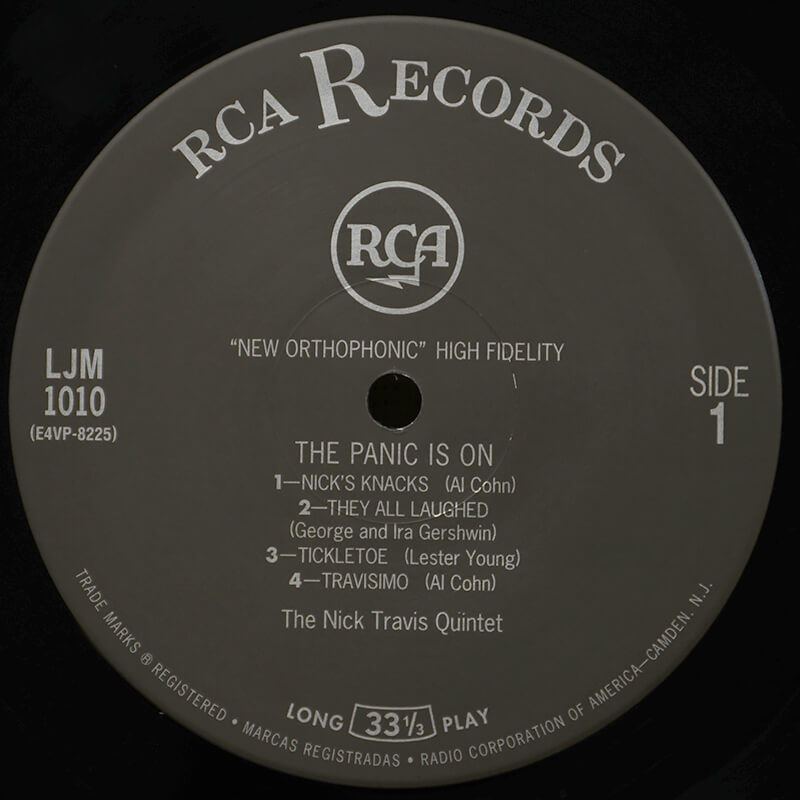 RCA RECORDS
RCA
"NEW ORTHOPHONIC" HIGH FIDELITY
LJM
1010
(E4VP-8225)
SIDE
1
THE PANIC IS ON
1—NICK'S KNACKS (Al Cohn)
2—THEY ALL LAUGHED
(George and Ira Gershwin)
3—TICKLETOE (Lester Young)
4—TRAVISIMO (Al Cohn)
The Nick Travis Quintet
LONG 33 1/3 PLAY
TRADE MARKS ® REGISTERED • MARCAS REGISTRADAS • RADIO CORPORATION OF AMERICA—CAMDEN. N.J.